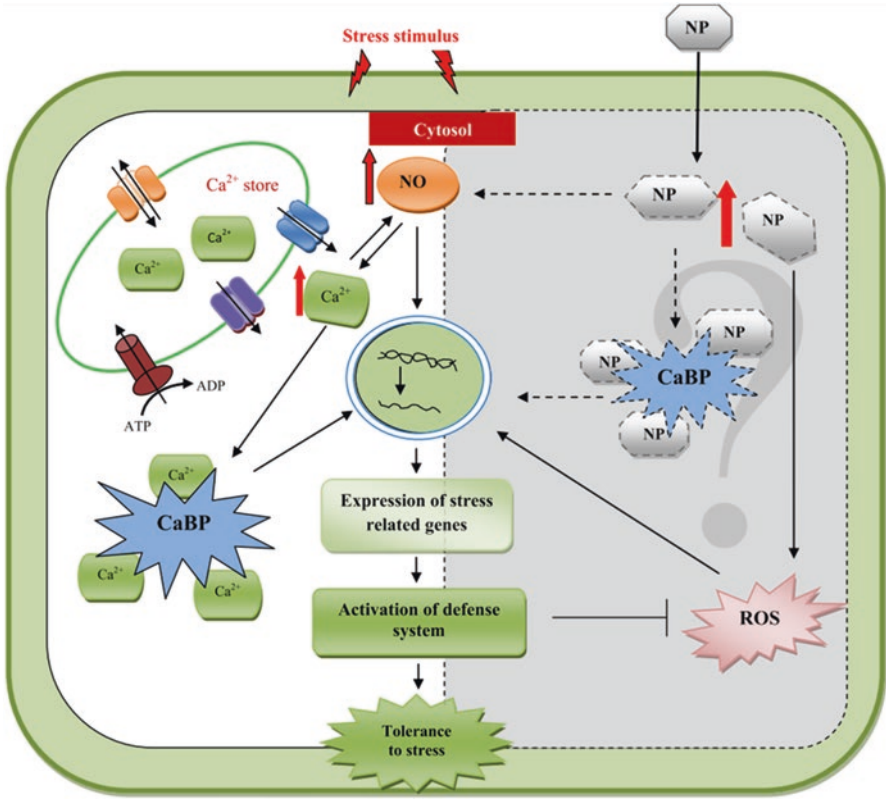 Stress stimulus
NP
Cytosol
NO
NP
NP
Ca²⁺ store
Ca²⁺
Ca²⁺
Ca²⁺
ADP
ATP
NP
NP
CaBP
NP
Ca²⁺
CaBP
Ca²⁺
Ca²⁺
Expression of stress
related genes
Activation of defense
system
ROS
Tolerance
to stress
?